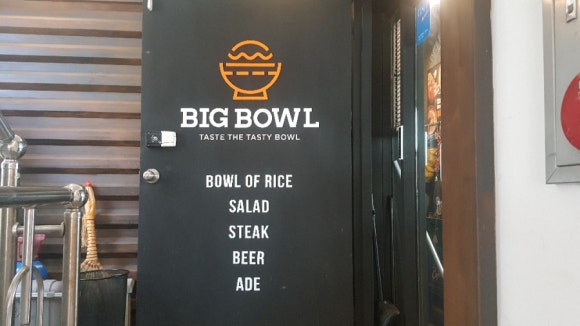 BIG BOWL
TASTE THE TASTY BOWL
BOWL OF RICE
SALAD
STEAK
BEER
ADE